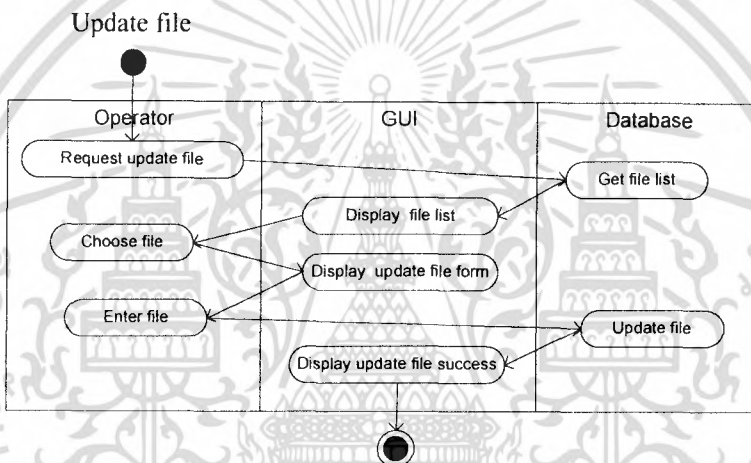 Update file
Operator
GUI
Database
Request update file
Get file list
Display file list
Choose file
Display update file form
Enter file
Update file
Display update file success